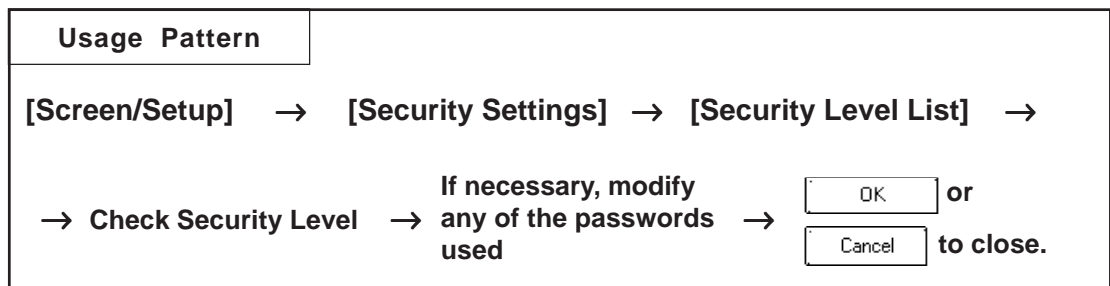 Usage Pattern
[Screen/Setup] → [Security Settings] → [Security Level List] →
→ Check Security Level → If necessary, modify
any of the passwords
used → OK or
Cancel to close.